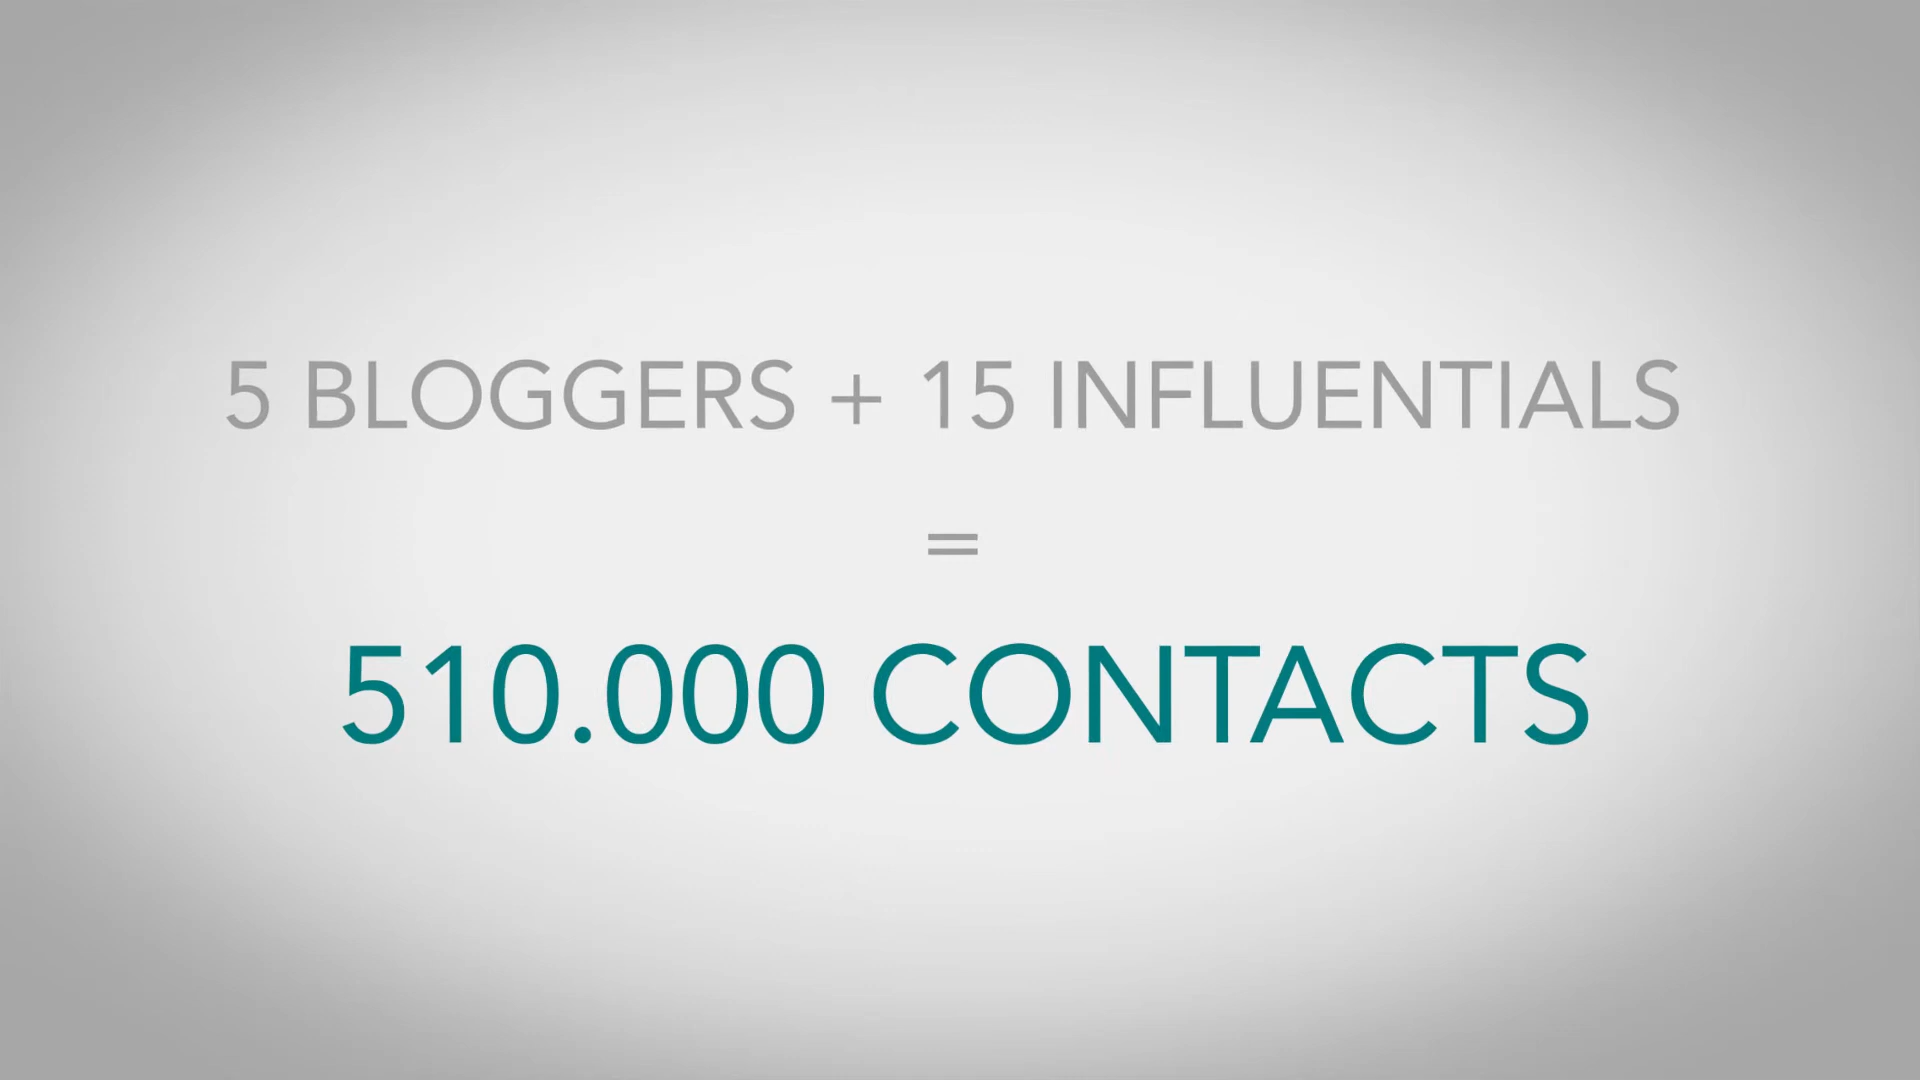 5 BLOGGERS + 15 INFLUENTIALS
=
510.000 CONTACTS